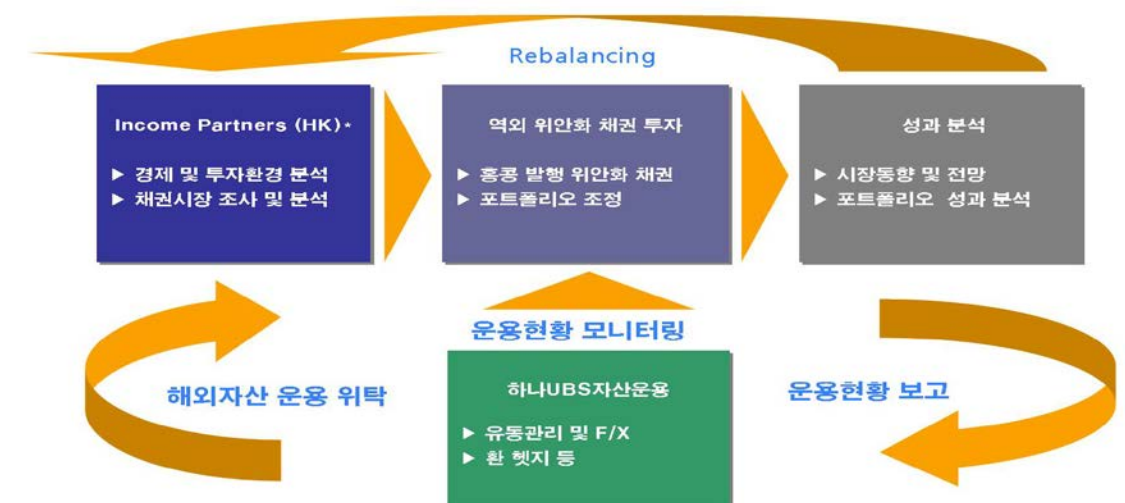 Rebalancing
Income Partners (HK)*
▶ 경제 및 투자환경 분석
▶ 채권시장 조사 및 분석
역외 위안화 채권 투자
▶ 홍콩 발행 위안화 채권
▶ 포트폴리오 조정
성과 분석
▶ 시장동향 및 전망
▶ 포트폴리오 성과 분석
운용현황 모니터링
해외자산 운용 위탁
하나UBS자산운용
▶ 유동관리 및 F/X
▶ 환 헷지 등
운용현황 보고